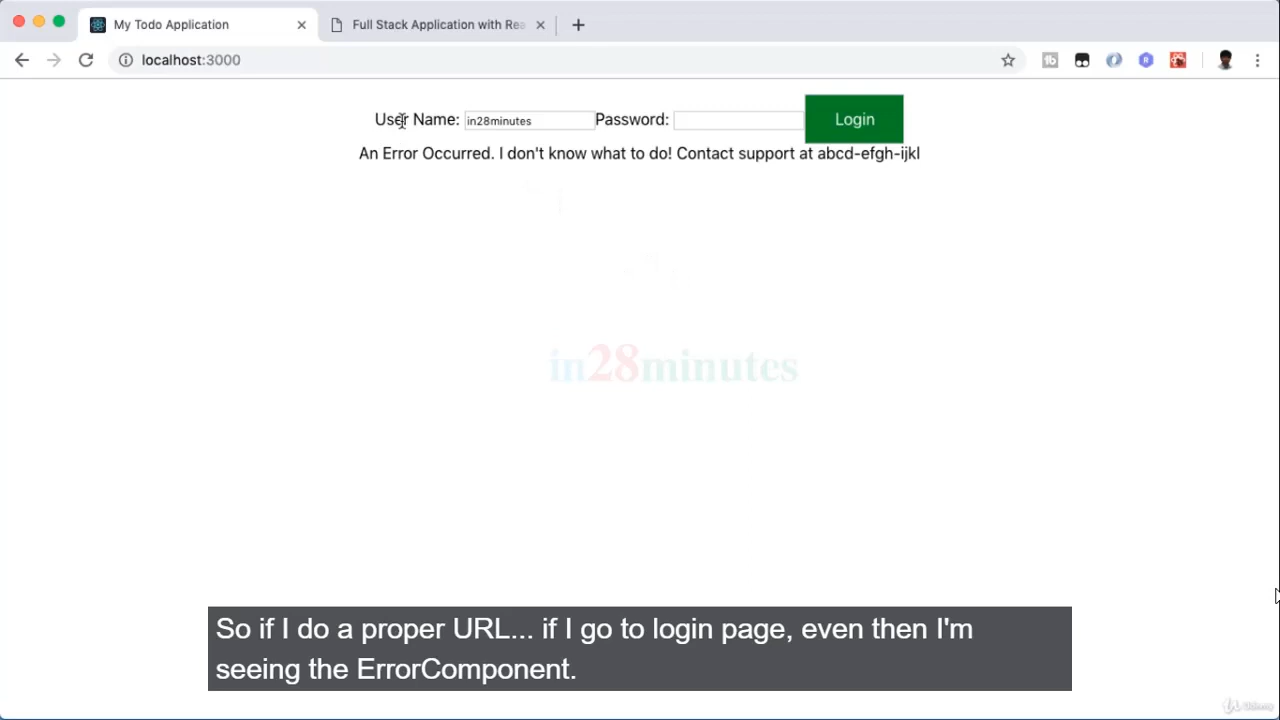 My Todo Application
Full Stack Application with Rea
localhost:3000
User Name: in28minutes Password: Login
An Error Occurred. I don't know what to do! Contact support at abcd-efgh-ijkl
in28minutes
So if I do a proper URL... if I go to login page, even then I'm
seeing the ErrorComponent.
Udemy